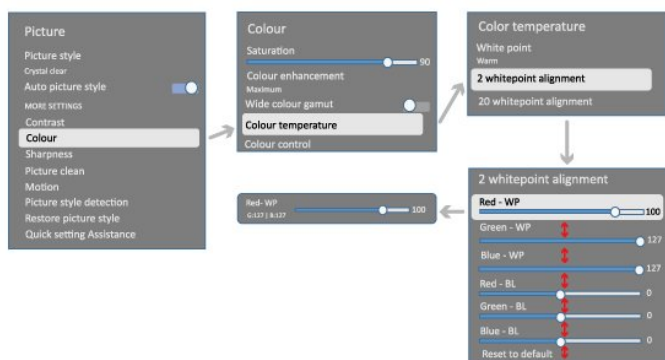 Picture
Picture style
Crystal clear
Auto picture style
MORE SETTINGS
Contrast
Colour
Sharpness
Picture clean
Motion
Picture style detection
Restore picture style
Quick setting Assistance
Colour
Saturation
90
Colour enhancement
Maximum
Wide colour gamut
Colour temperature
Colour control
Color temperature
White point
Warm
2 whitepoint alignment
20 whitepoint alignment
2 whitepoint alignment
Red - WP
100
Green - WP
127
Blue - WP
127
Red - BL
0
Green - BL
0
Blue - BL
0
Reset to default
Red- WP
G:127 | B:127
100